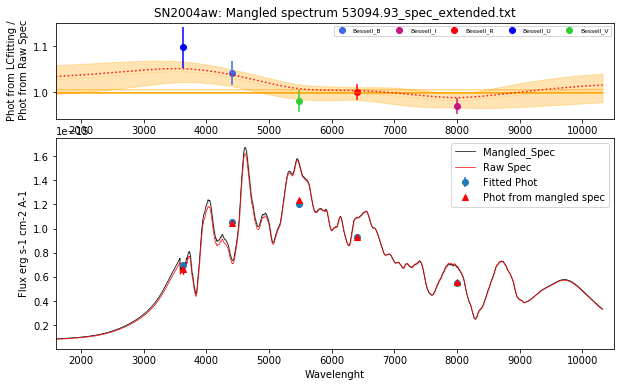 SN2004aw: Mangled spectrum 53094.93_spec_extended.txt
Phot from LCfitting /
Phot from Raw Spec
1.1
1.0
Bessell_B
Bessell_I
Bessell_R
Bessell_U
Bessell_V
2000 3000 4000 5000 6000 7000 8000 9000 10000
Flux erg s-1 cm-2 A-1
1.6
1.4
1.2
1.0
0.8
0.6
0.4
0.2
Mangled_Spec
Raw Spec
Fitted Phot
Phot from mangled spec
2000 3000 4000 5000 6000 7000 8000 9000 10000
Wavelenght